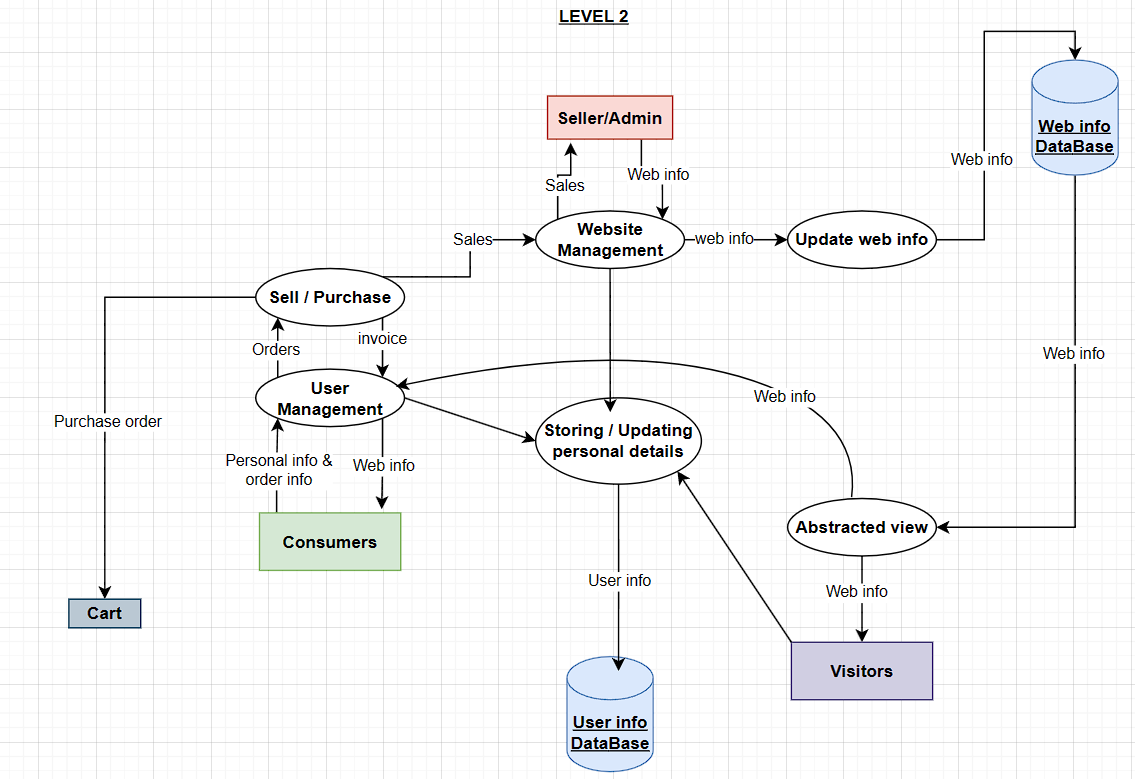 LEVEL 2
Web info
DataBase
Seller/Admin
Web info
Web info
Sales
Website
Management
Sales
web info
Update web info
Sell / Purchase
invoice
Orders
Web info
User
Management
Web info
Purchase order
Storing / Updating
personal details
Personal info &
order info
Web info
Abstracted view
Consumers
User info
Web info
Cart
Visitors
User info
DataBase